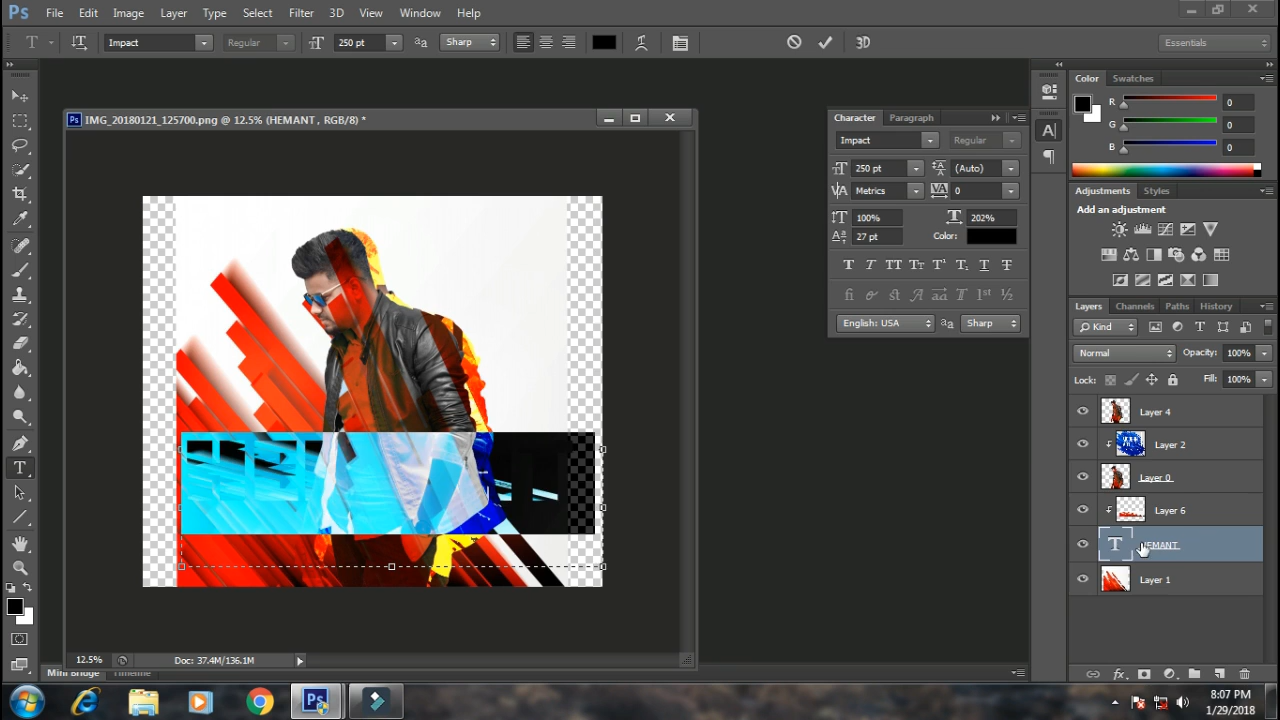 Ps File Edit Image Layer Type Select Filter 3D View Window Help
T Impact Regular 250 pt Sharp 3D Essentials
IMG_20180121_125700.png @ 12.5% (HEMANT , RGB/8) *
12.5% Doc: 37.4M/136.1M
Mini Bridge Timeline
Character Paragraph
Impact Regular
250 pt (Auto)
Metrics 0
100% 202%
27 pt Color:
English: USA Sharp
Color Swatches
R 0
G 0
B 0
Adjustments Styles
Add an adjustment
Layers Channels Paths History
Kind
Normal Opacity: 100%
Lock: Fill: 100%
Layer 4
Layer 2
Layer 0
Layer 6
HEMANT
Layer 1
8:07 PM
1/29/2018